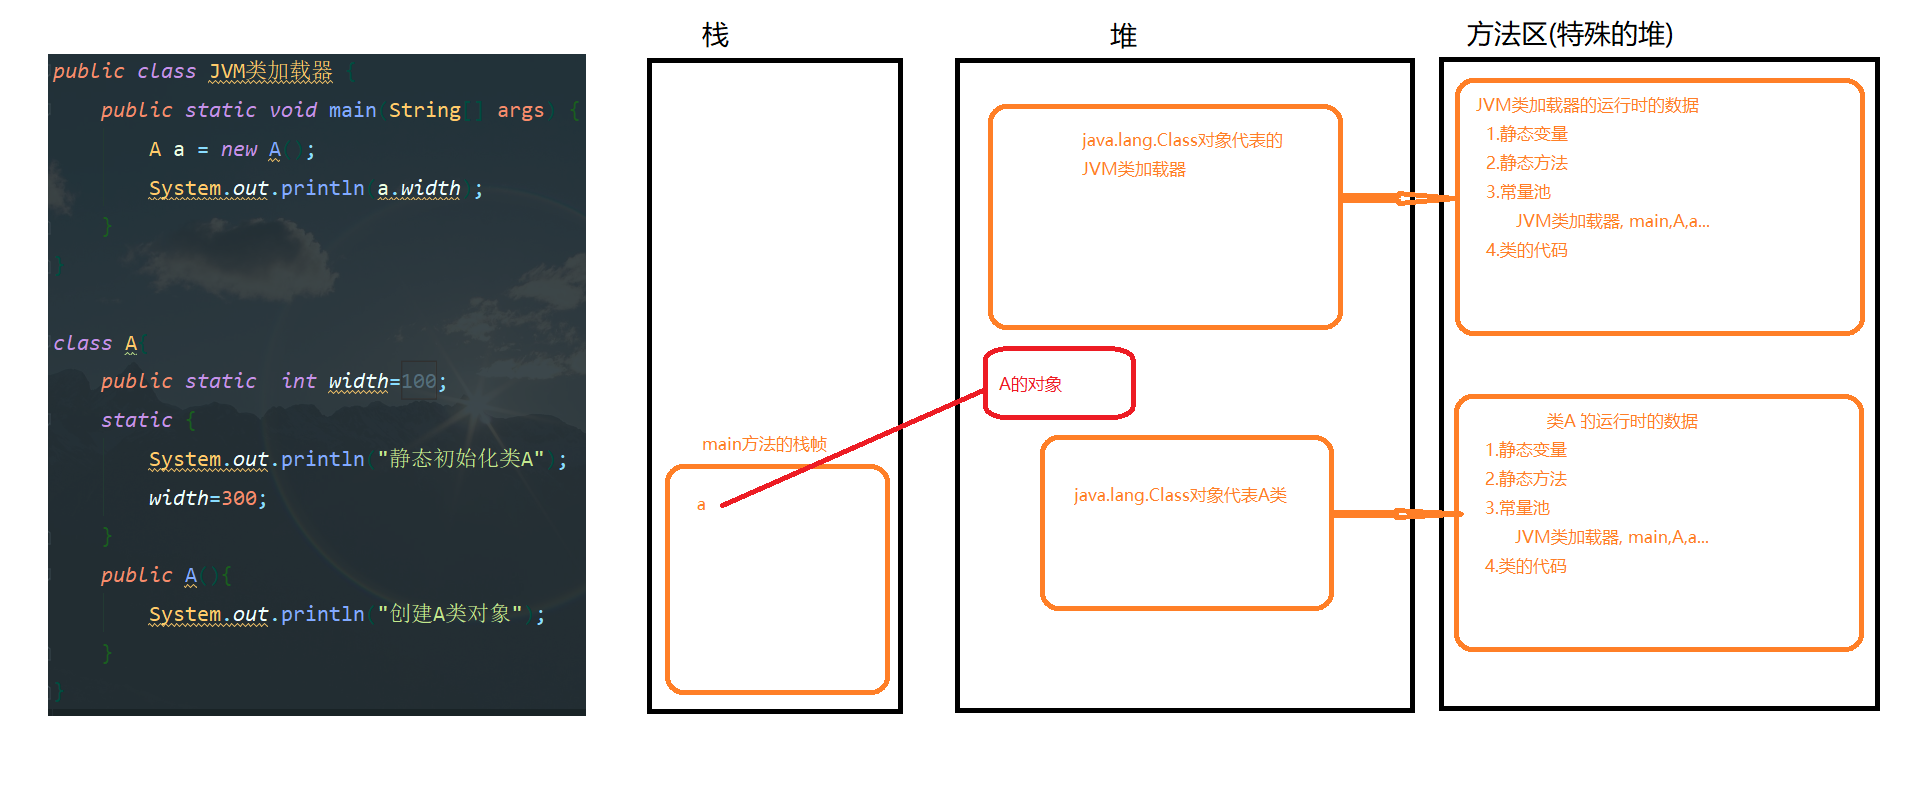 public class JVM类加载器 {
public static void main(String[] args) {
A a = new A();
System.out.println(a.width);
}
}
class A{
public static  int width=100;
static {
System.out.println("静态初始化类A");
width=300;
}
public A(){
System.out.println("创建A类对象");
}
}
栈
main方法的栈帧
a
堆
java.lang.Class对象代表的
JVM类加载器
A的对象
java.lang.Class对象代表A类
方法区(特殊的堆)
JVM类加载器的运行时的数据
1.静态变量
2.静态方法
3.常量池
JVM类加载器, main,A,a...
4.类的代码
类A 的运行时的数据
1.静态变量
2.静态方法
3.常量池
JVM类加载器, main,A,a...
4.类的代码